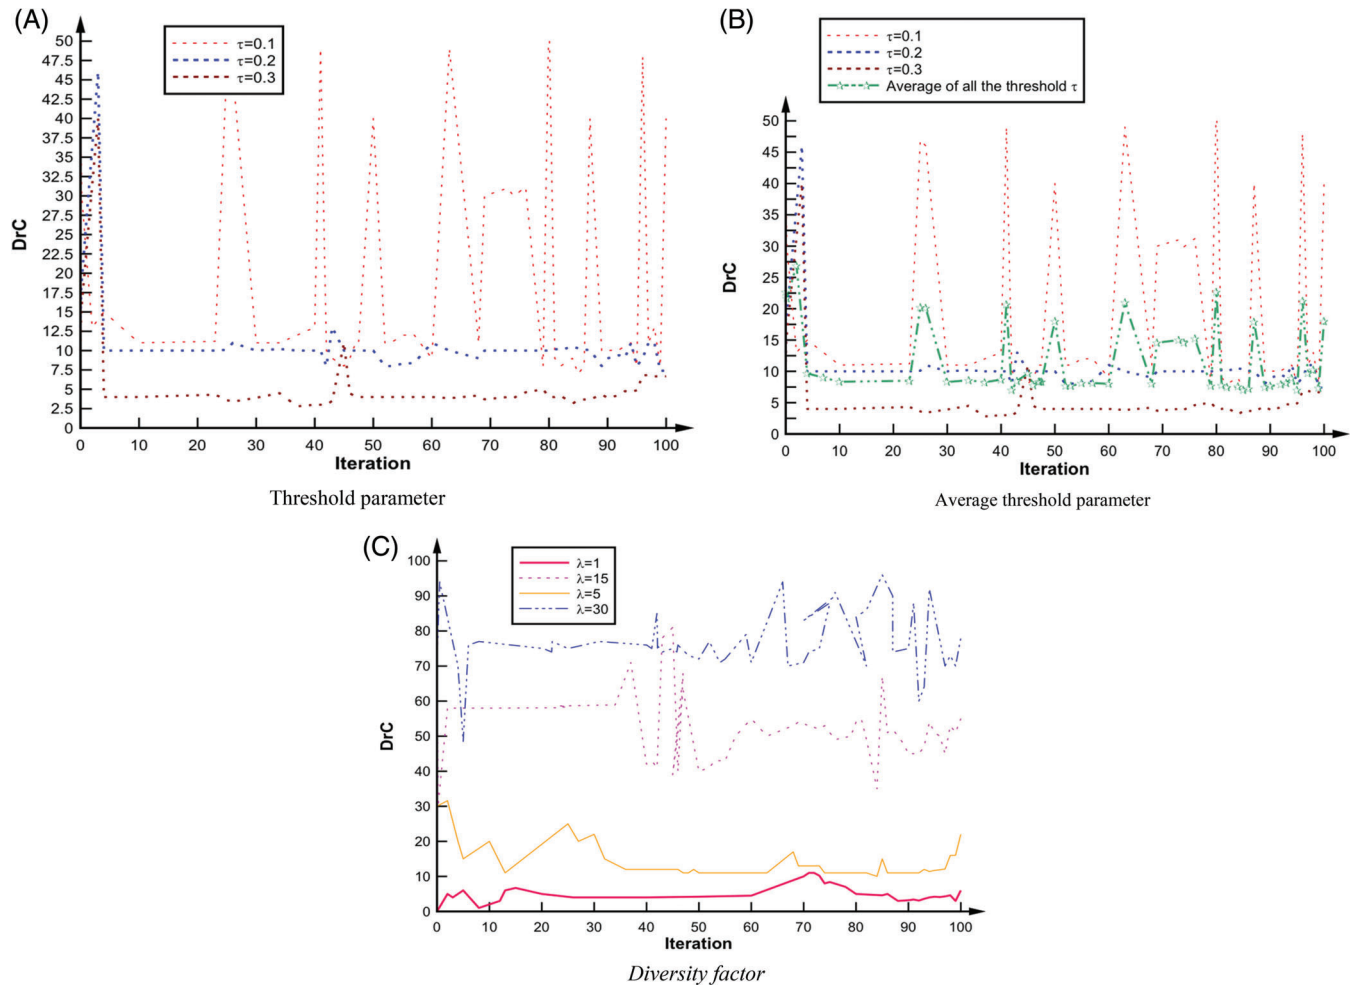 (A)
τ=0.1
τ=0.2
τ=0.3
50
47.5
45
42.5
40
37.5
35
32.5
30
27.5
25
22.5
20
17.5
15
12.5
10
7.5
5
2.5
0
DrC
0 10 20 30 40 50 60 70 80 90 100
Iteration
Threshold parameter
(B)
τ=0.1
τ=0.2
τ=0.3
Average of all the threshold τ
50
45
40
35
30
25
20
15
10
5
0
DrC
0 10 20 30 40 50 60 70 80 90 100
Iteration
Average threshold parameter
(C)
λ=1
λ=15
λ=5
λ=30
100
90
80
70
60
50
40
30
20
10
0
DrC
0 10 20 30 40 50 60 70 80 90 100
Iteration
Diversity factor